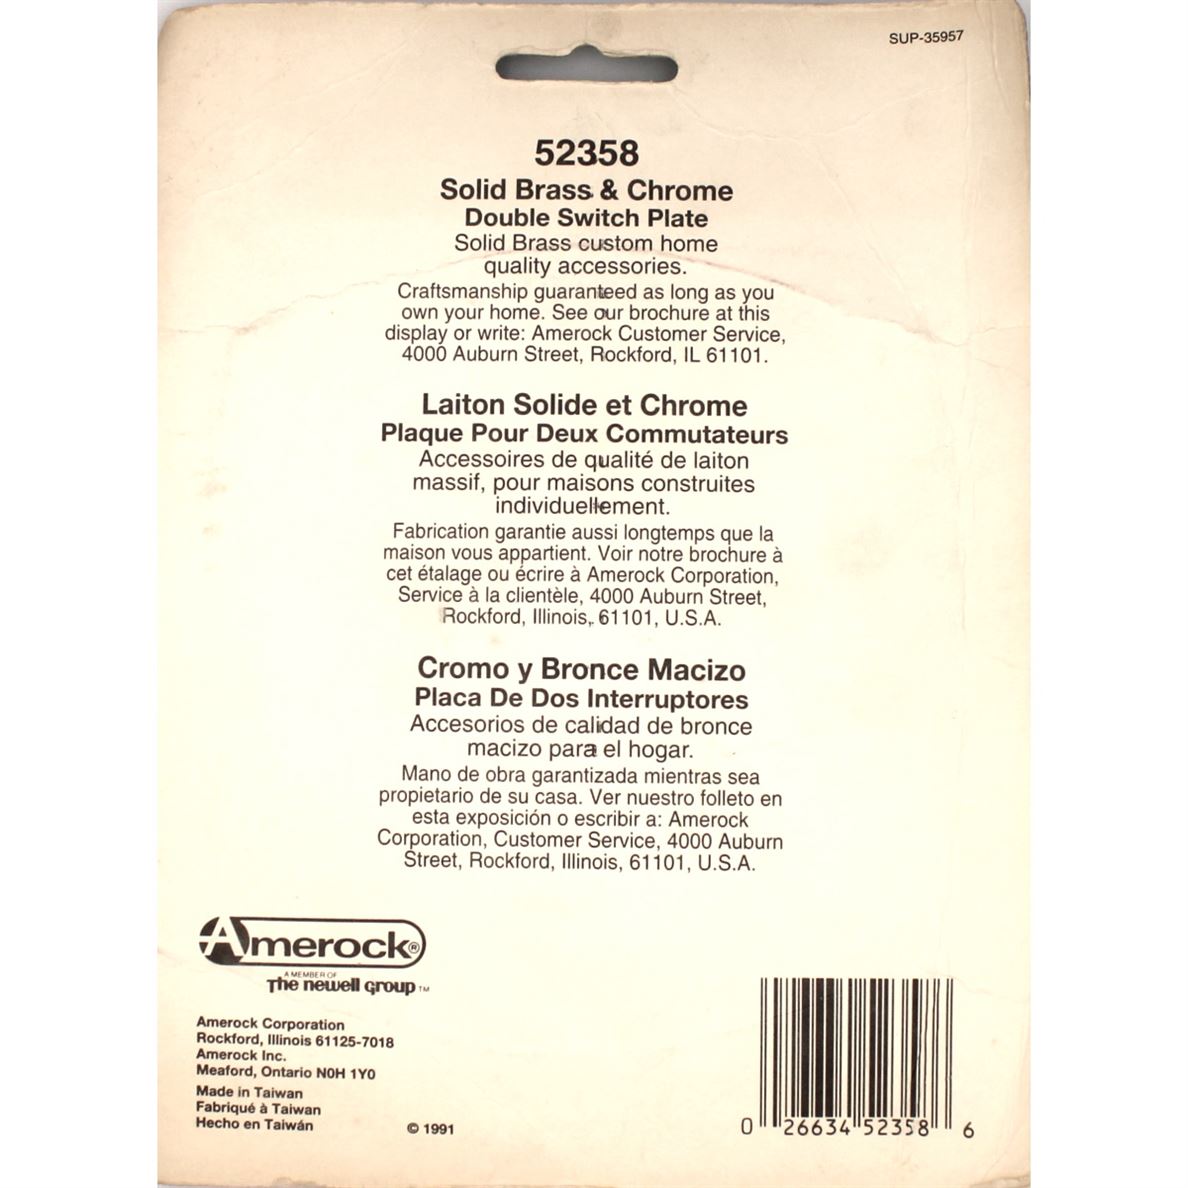 SUP-35957
52358
Solid Brass & Chrome
Double Switch Plate
Solid Brass custom home
quality accessories.
Craftsmanship guaranteed as long as you
own your home. See our brochure at this
display or write: Amerock Customer Service,
4000 Auburn Street, Rockford, IL 61101.
Laiton Solide et Chrome
Plaque Pour Deux Commutateurs
Accessoires de qualité de laiton
massif, pour maisons construites
individuellement.
Fabrication garantie aussi longtemps que la
maison vous appartient. Voir notre brochure à
cet étalage ou écrire à Amerock Corporation,
Service à la clientèle, 4000 Auburn Street,
Rockford, Illinois, 61101, U.S.A.
Cromo y Bronce Macizo
Placa De Dos Interruptores
Accesorios de calidad de bronce
macizo para el hogar.
Mano de obra garantizada mientras sea
propietario de su casa. Ver nuestro folleto en
esta exposición o escribir a: Amerock
Corporation, Customer Service, 4000 Auburn
Street, Rockford, Illinois, 61101, U.S.A.
Amerock®
A MEMBER OF
The newell group™
Amerock Corporation
Rockford, Illinois 61125-7018
Amerock Inc.
Meaford, Ontario N0H 1Y0
Made in Taiwan
Fabriqué à Taiwan
Hecho en Taiwán
© 1991
0 26634 52358 6